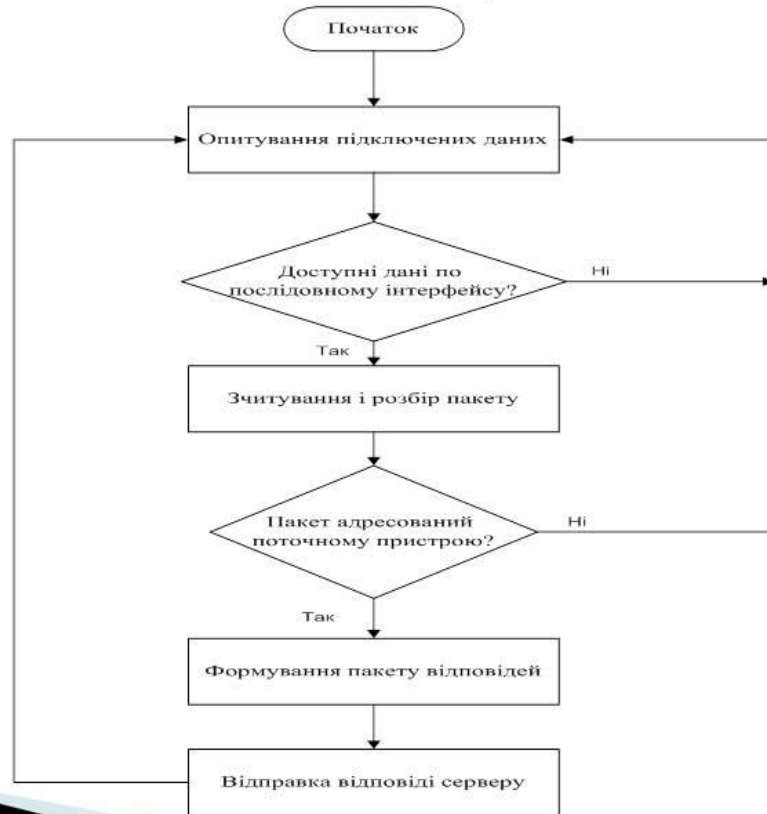 Початок
Опитування підключених даних
Доступні дані по
послідовному інтерфейсу?
Ні
Так
Зчитування і розбір пакету
Пакет адресований
поточному пристрою?
Ні
Так
Формування пакету відповідей
Відправка відповіді серверу